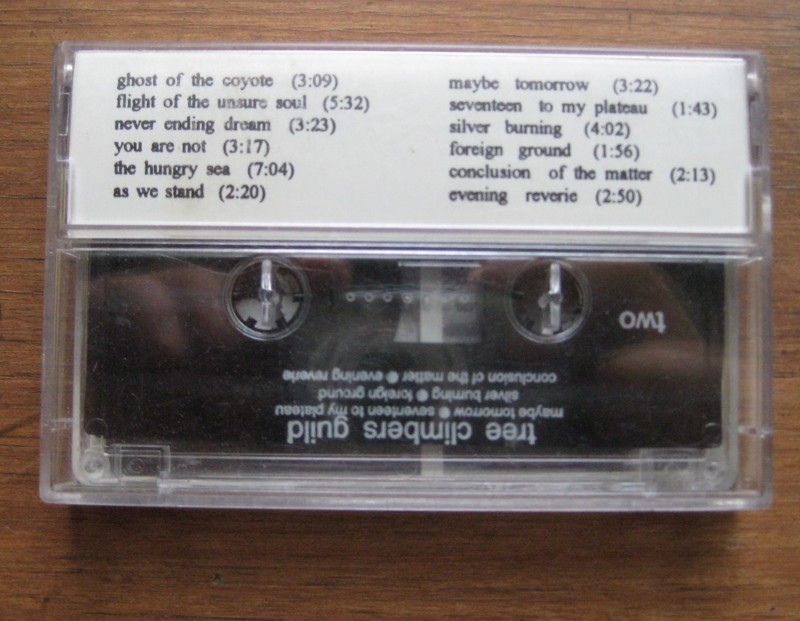 ghost of the coyote (3:09)
flight of the unsure soul (5:32)
never ending dream (3:23)
you are not (3:17)
the hungry sea (7:04)
as we stand (2:20)
maybe tomorrow (3:22)
seventeen to my plateau (1:43)
silver burning (4:02)
foreign ground (1:56)
conclusion of the matter (2:13)
evening reverie (2:50)
tree climbers guild
maybe tomorrow ● seventeen to my plateau
silver burning ● foreign ground
conclusion of the matter ● evening reverie
two